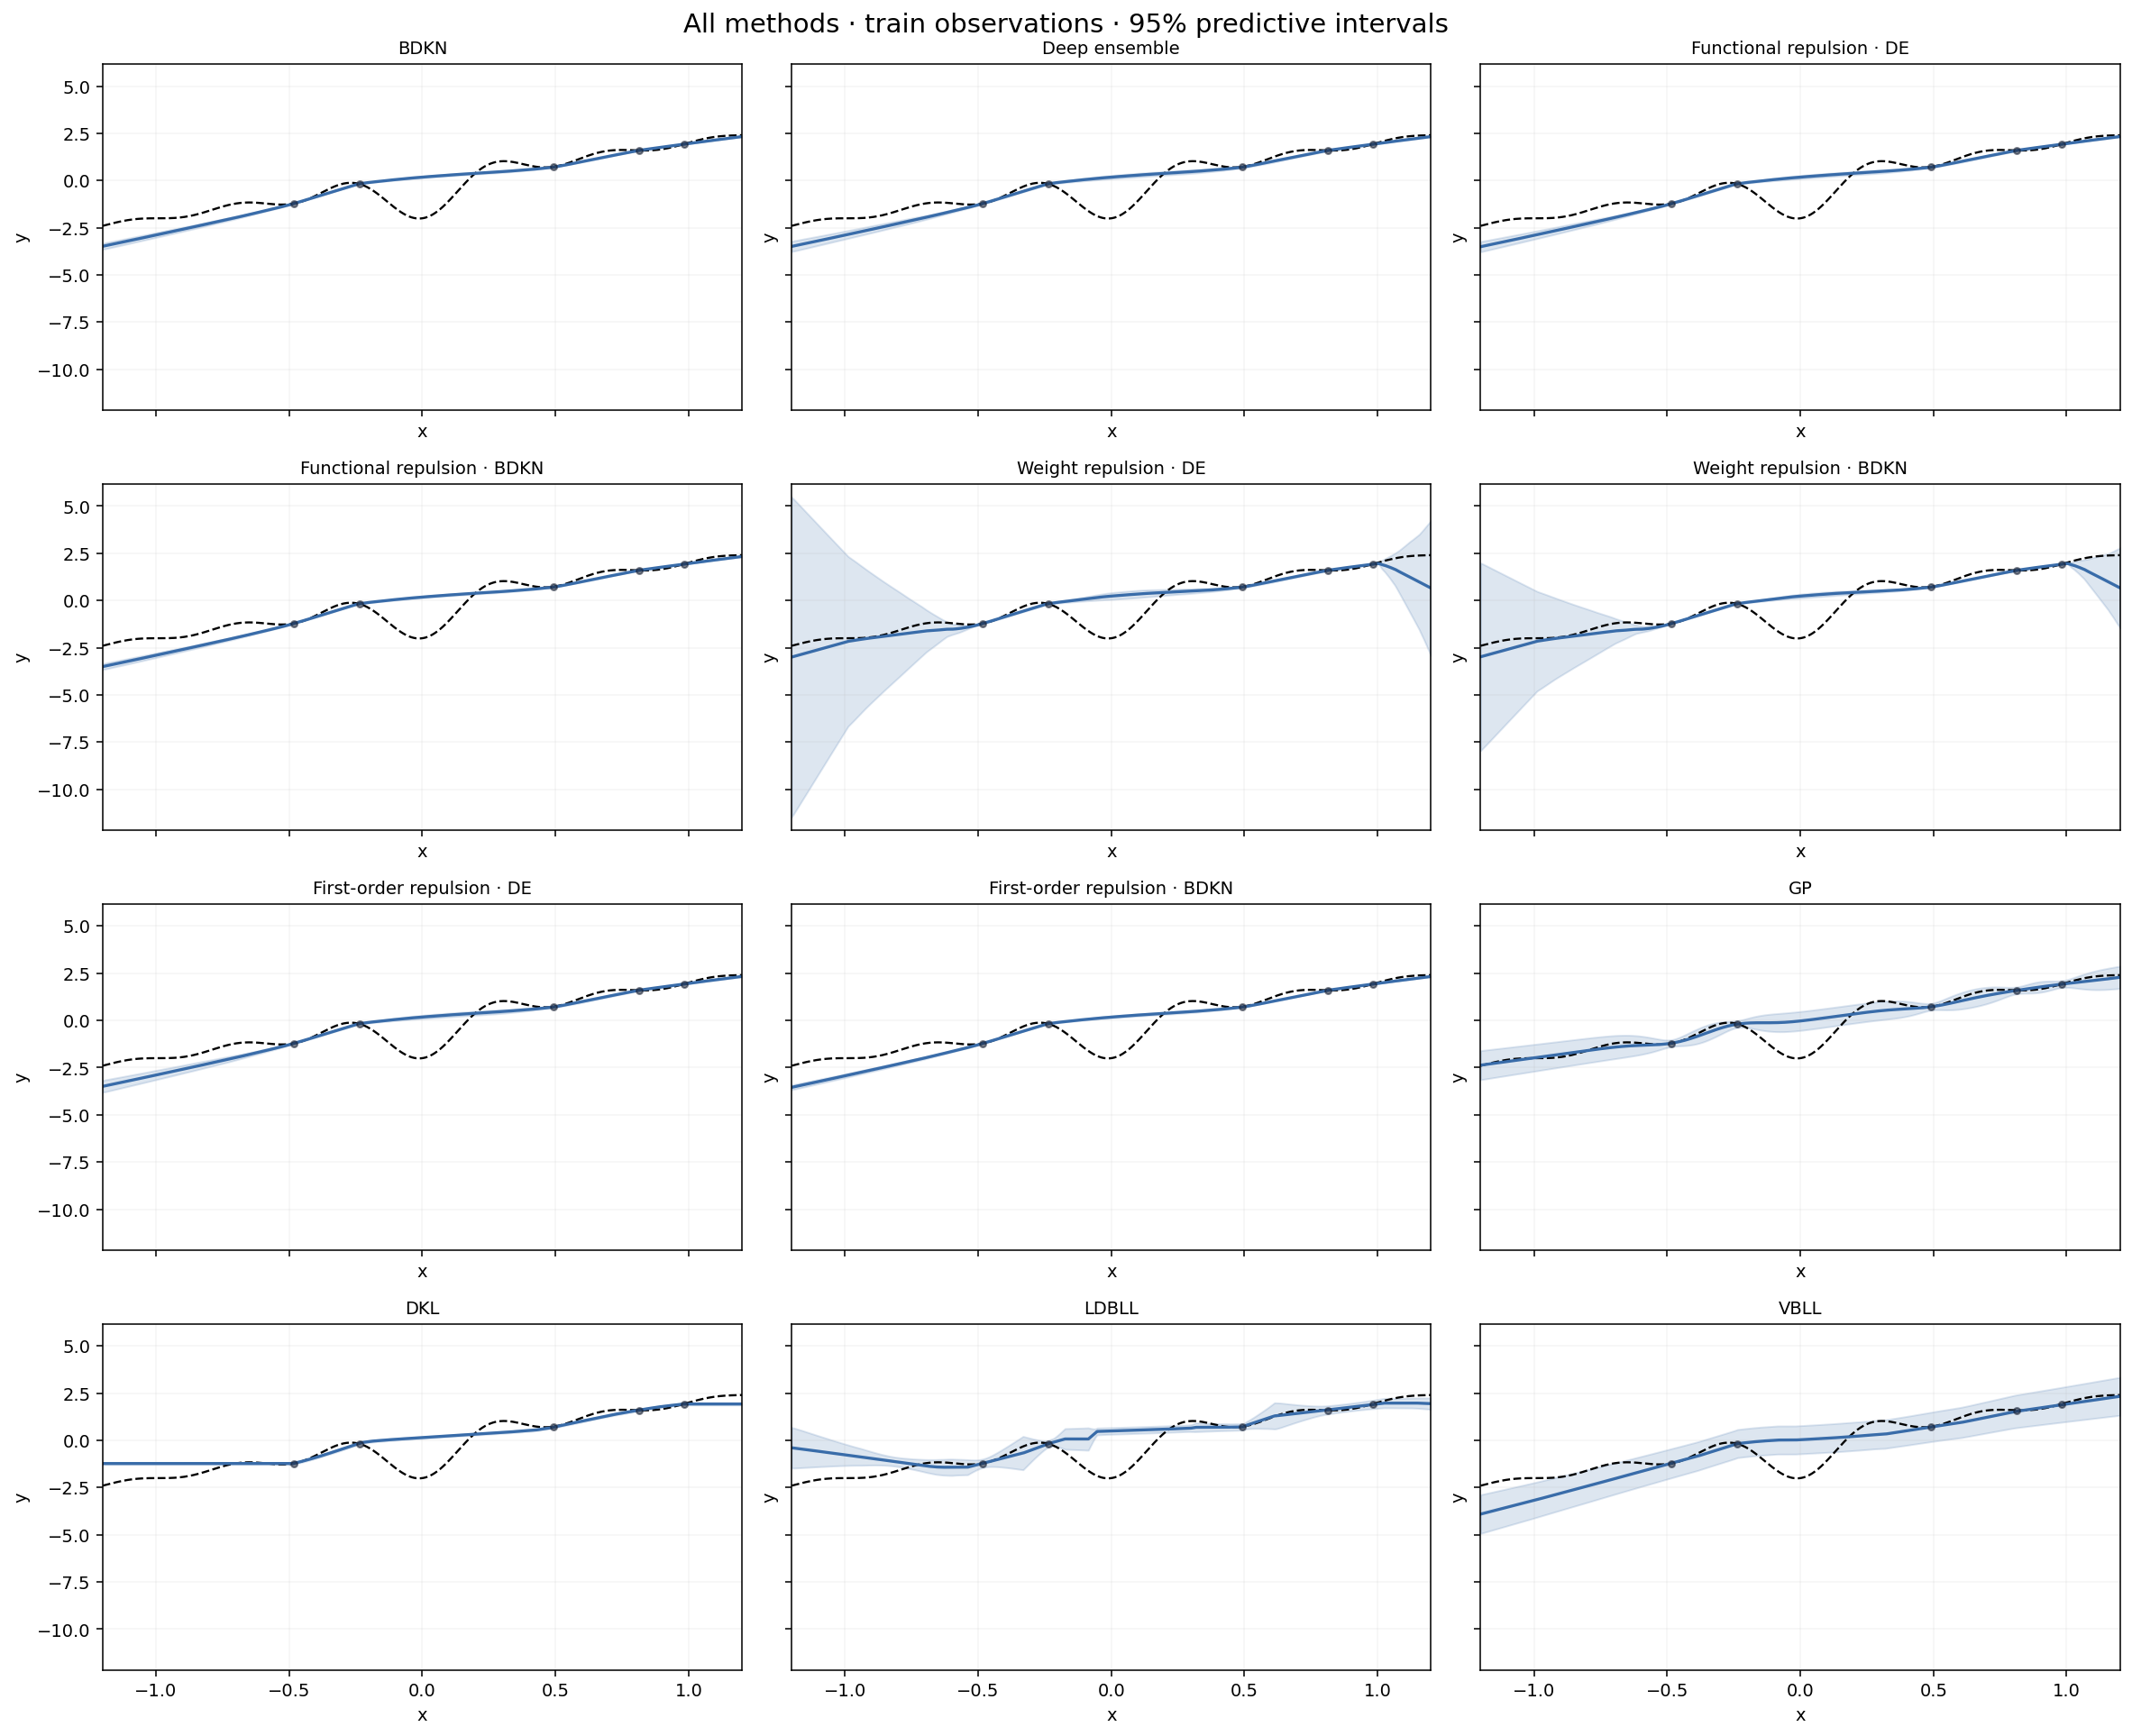 All methods · train observations · 95% predictive intervals
BDKN
Deep ensemble
Functional repulsion · DE
5.0
2.5
0.0
−2.5
−5.0
−7.5
−10.0
y
y
y
x
x
x
Functional repulsion · BDKN
Weight repulsion · DE
Weight repulsion · BDKN
5.0
2.5
0.0
−2.5
−5.0
−7.5
−10.0
y
y
y
x
x
x
First-order repulsion · DE
First-order repulsion · BDKN
GP
5.0
2.5
0.0
−2.5
−5.0
−7.5
−10.0
y
y
y
x
x
x
DKL
LDBLL
VBLL
5.0
2.5
0.0
−2.5
−5.0
−7.5
−10.0
y
y
y
−1.0 −0.5 0.0 0.5 1.0
−1.0 −0.5 0.0 0.5 1.0
−1.0 −0.5 0.0 0.5 1.0
x
x
x